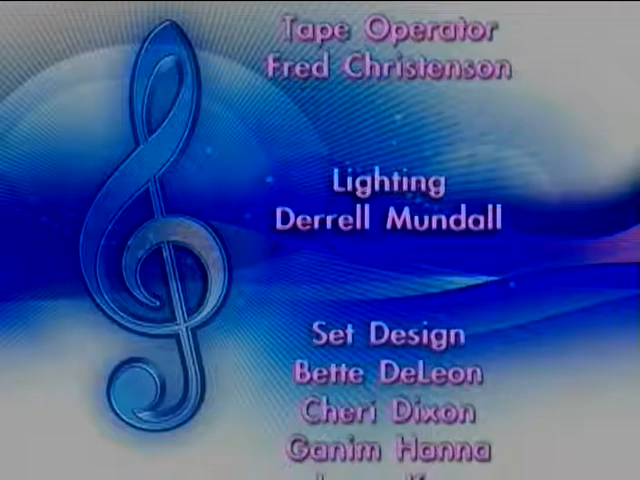 Tape Operator
Fred Christenson
Lighting
Derrell Mundall
Set Design
Bette DeLeon
Cheri Dixon
Ganim Hanna